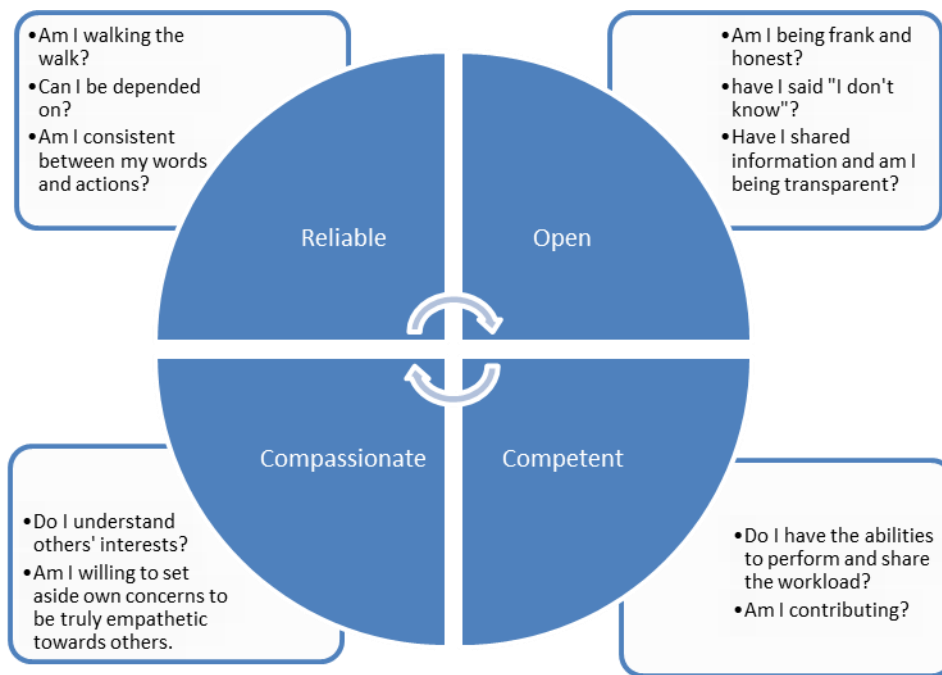 •Am I walking the
walk?
•Can I be depended
on?
•Am I consistent
between my words
and actions?
•Am I being frank and
honest?
•have I said "I don't
know"?
•Have I shared
information and am I
being transparent?
Reliable
Open
Compassionate
Competent
•Do I understand
others' interests?
•Am I willing to set
aside own concerns to
be truly empathetic
towards others.
•Do I have the abilities
to perform and share
the workload?
•Am I contributing?